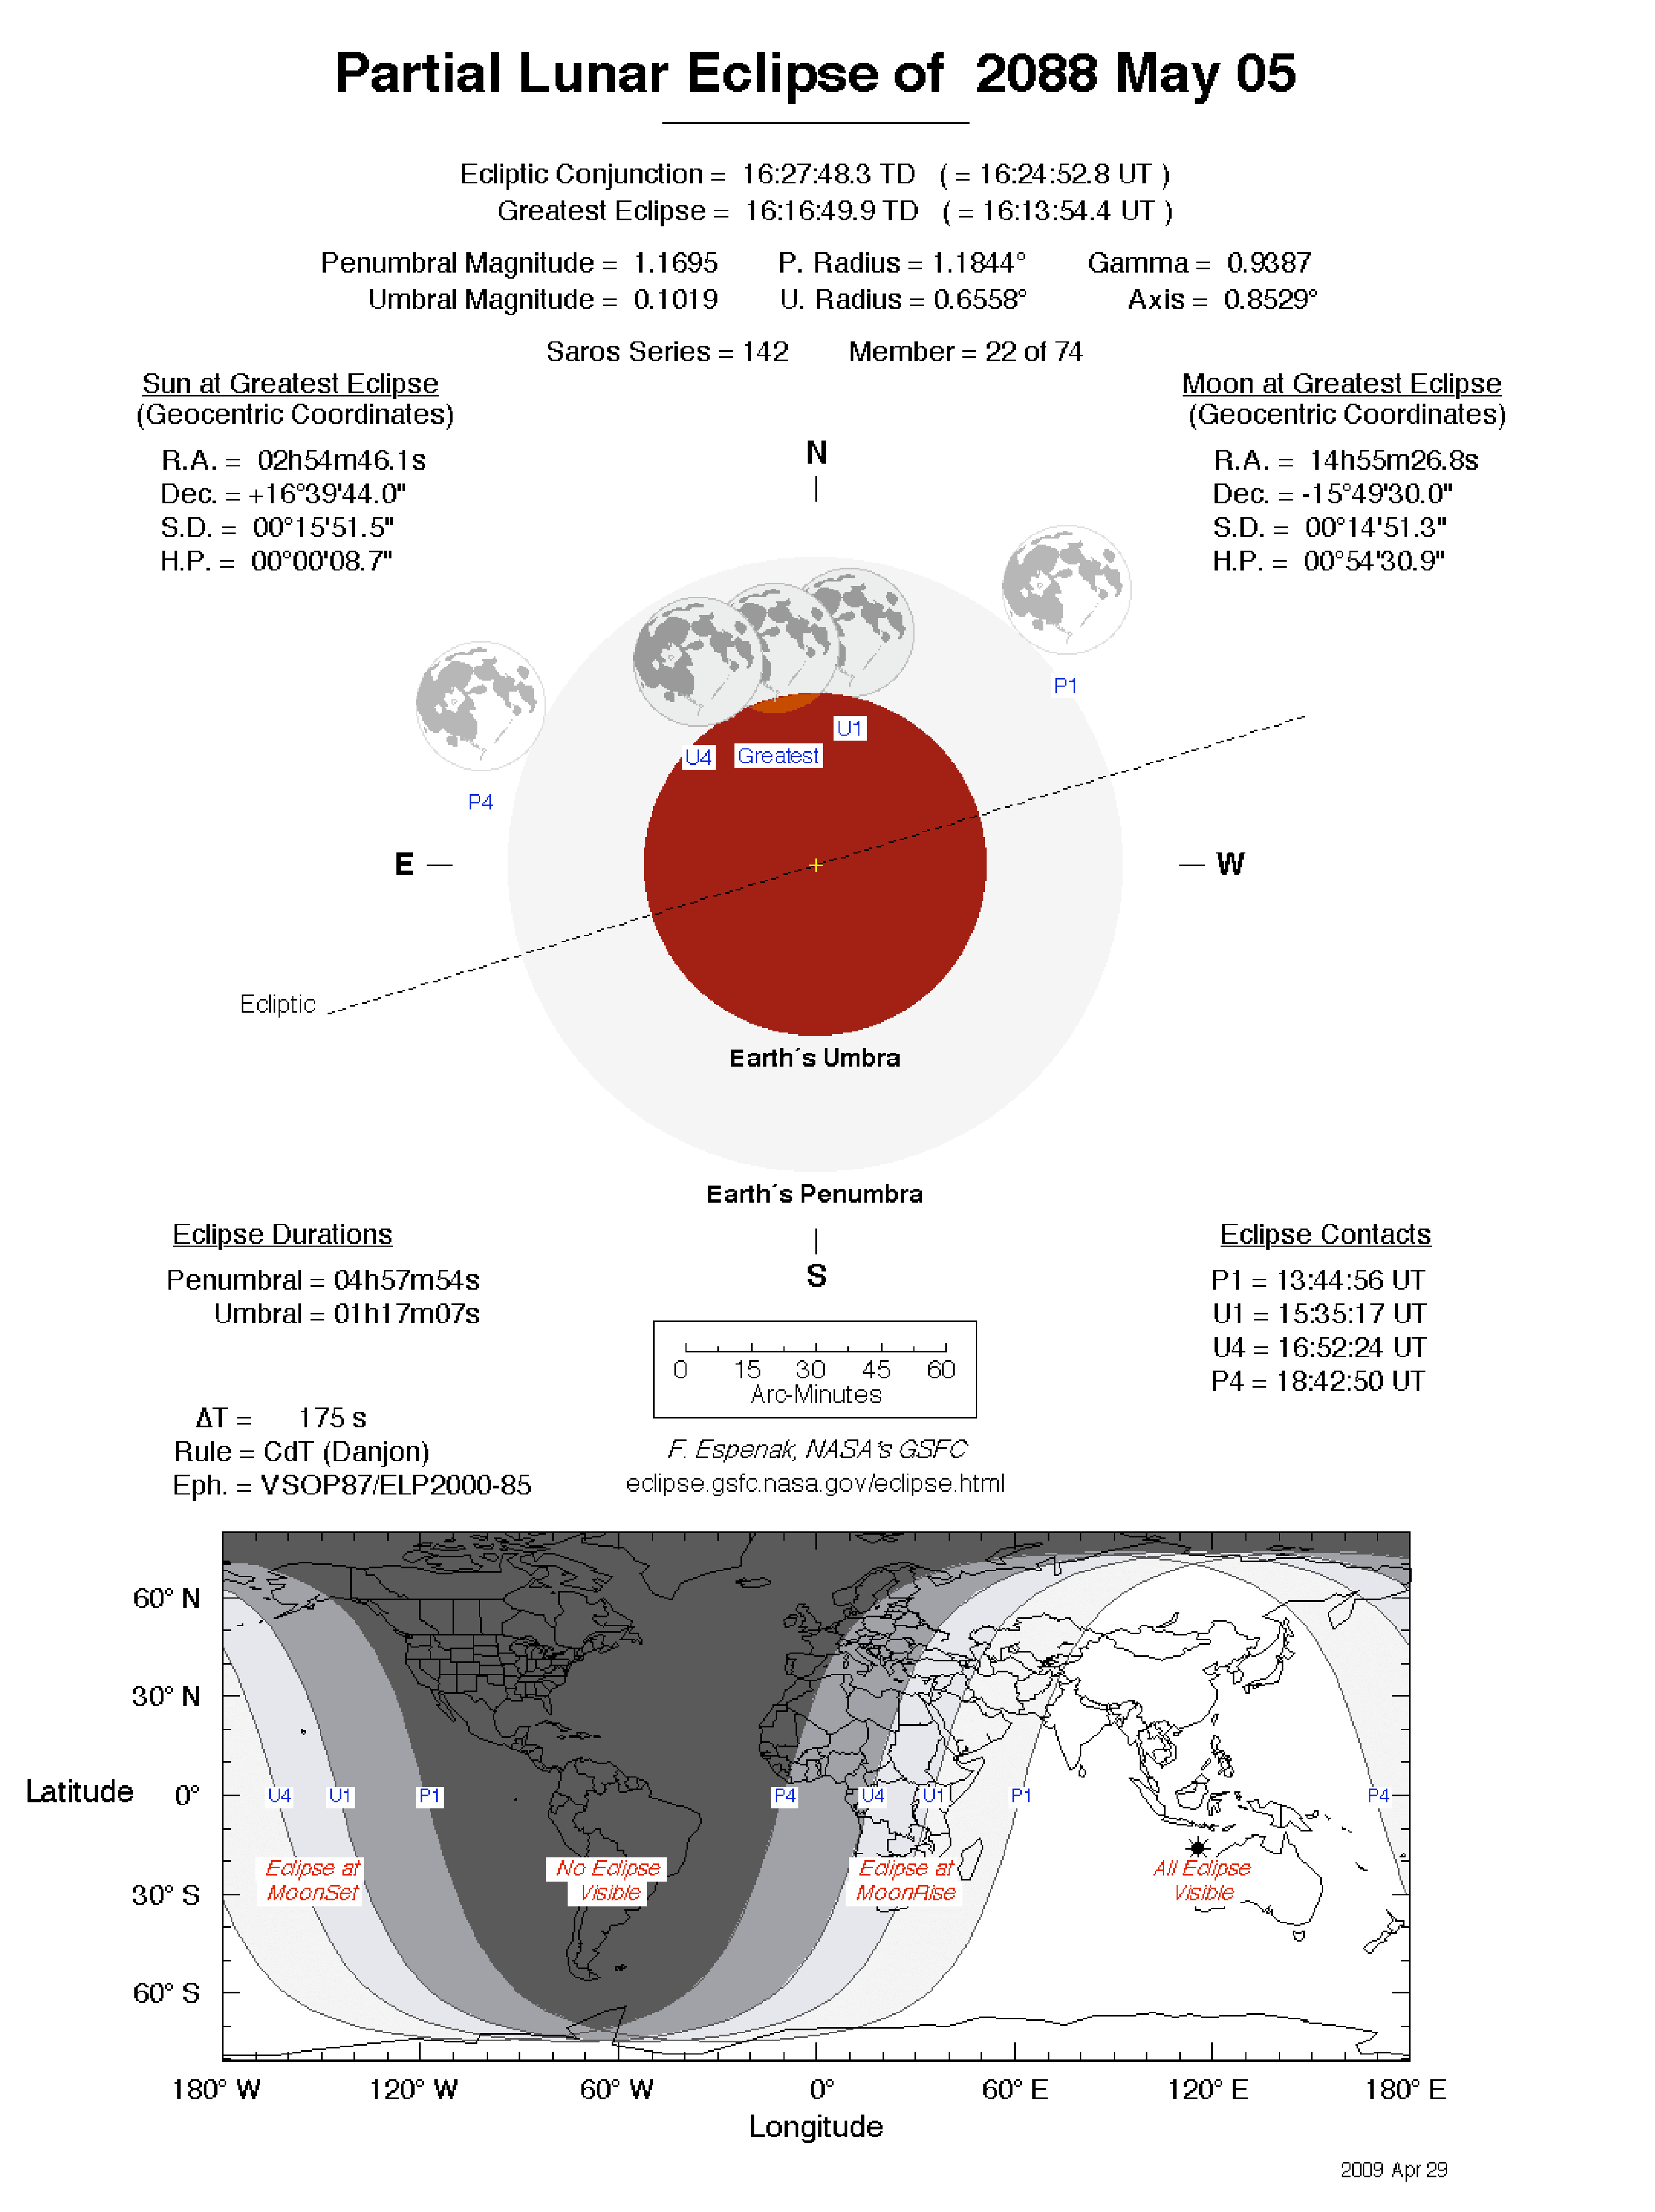 Partial Lunar Eclipse of 2088 May 05
Ecliptic Conjunction = 16:27:48.3 TD ( = 16:24:52.8 UT )
Greatest Eclipse = 16:16:49.9 TD ( = 16:13:54.4 UT )
Penumbral Magnitude = 1.1695 P. Radius = 1.1844° Gamma = 0.9387
Umbral Magnitude = 0.1019 U. Radius = 0.6558° Axis = 0.8529°
Saros Series = 142 Member = 22 of 74
Sun at Greatest Eclipse
(Geocentric Coordinates)
R.A. = 02h54m46.1s
Dec. = +16°39'44.0"
S.D. = 00°15'51.5"
H.P. = 00°00'08.7"
Moon at Greatest Eclipse
(Geocentric Coordinates)
R.A. = 14h55m26.8s
Dec. = -15°49'30.0"
S.D. = 00°14'51.3"
H.P. = 00°54'30.9"
N
P1
U1
U4 Greatest
P4
E W
Ecliptic
Earth´s Umbra
Earth´s Penumbra
S
Eclipse Durations
Penumbral = 04h57m54s
Umbral = 01h17m07s
Eclipse Contacts
P1 = 13:44:56 UT
U1 = 15:35:17 UT
U4 = 16:52:24 UT
P4 = 18:42:50 UT
0 15 30 45 60
Arc-Minutes
ΔT = 175 s
Rule = CdT (Danjon)
Eph. = VSOP87/ELP2000-85
F. Espenak, NASA's GSFC
eclipse.gsfc.nasa.gov/eclipse.html
60° N
30° N
Latitude 0°
30° S
60° S
U4 U1 P1 P4 U4 U1 P1 P4
Eclipse at MoonSet
No Eclipse Visible
Eclipse at MoonRise
All Eclipse Visible
180° W 120° W 60° W 0° 60° E 120° E 180° E
Longitude
2009 Apr 29